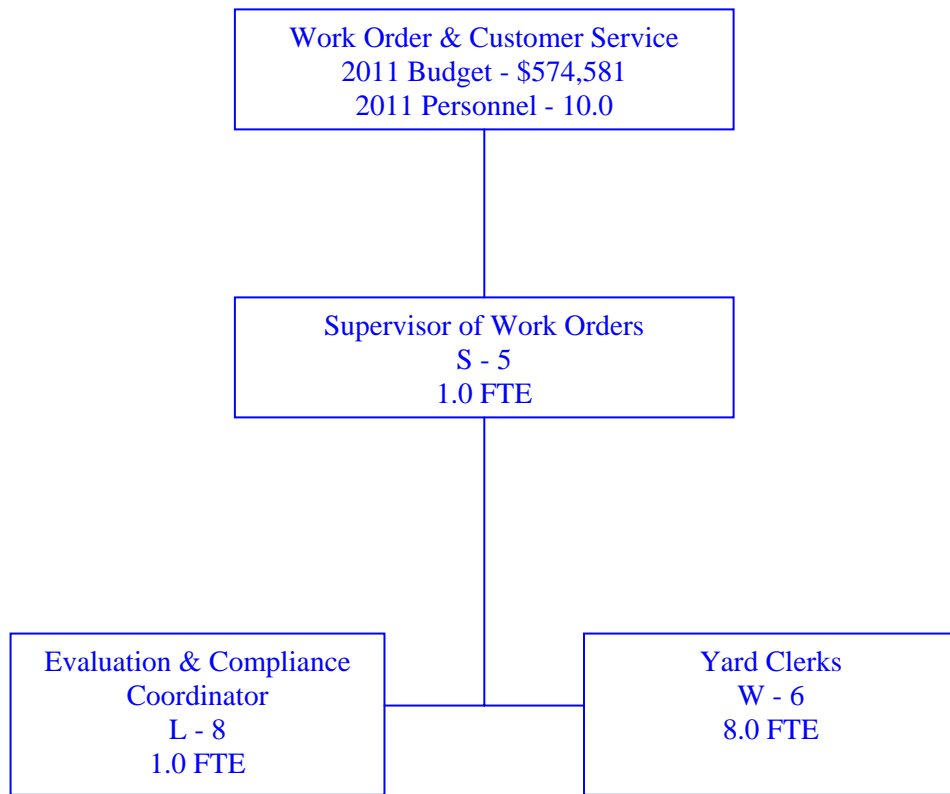 Work Order & Customer Service
2011 Budget - $574,581
2011 Personnel - 10.0
Supervisor of Work Orders
S - 5
1.0 FTE
Evaluation & Compliance
Coordinator
L - 8
1.0 FTE
Yard Clerks
W - 6
8.0 FTE